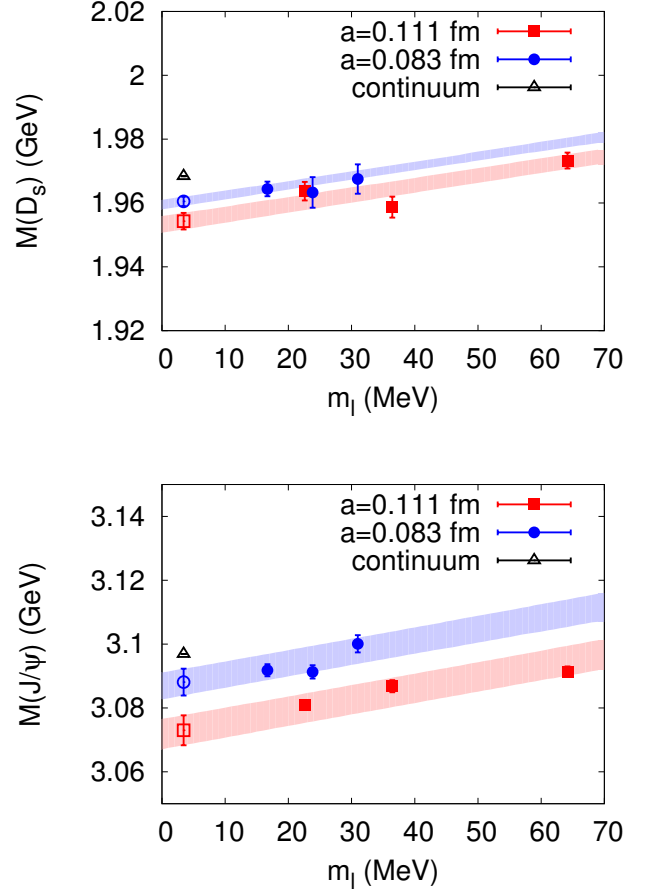 2.02
2
1.98
1.96
1.94
1.92
M(D_s) (GeV)
a=0.111 fm
a=0.083 fm
continuum
0 10 20 30 40 50 60 70
m_l (MeV)
3.14
3.12
3.1
3.08
3.06
M(J/ψ) (GeV)
a=0.111 fm
a=0.083 fm
continuum
0 10 20 30 40 50 60 70
m_l (MeV)